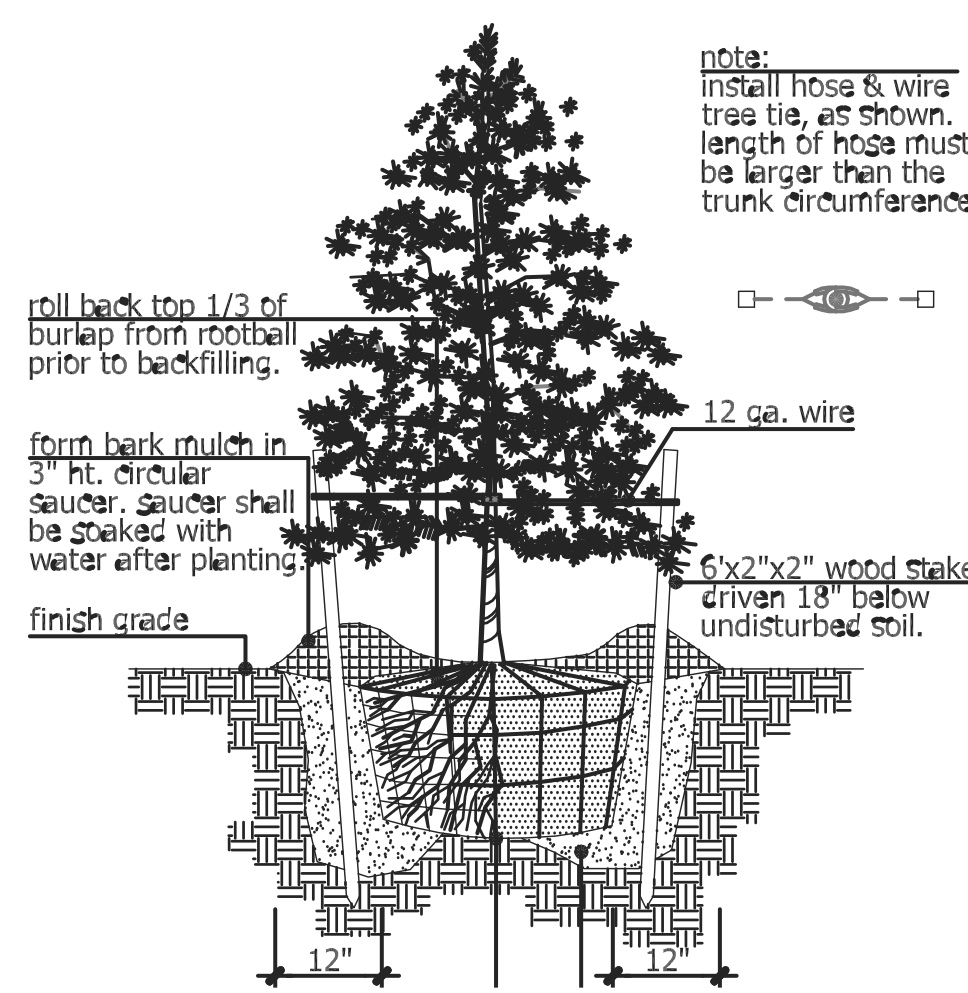 note:
install hose & wire
tree tie, as shown.
length of hose must
be larger than the
trunk circumference
roll back top 1/3 of
burlap from rootball
prior to backfilling.
12 ga. wire
form bark mulch in
3" ht. circular
saucer. saucer shall
be soaked with
water after planting.
6'x2"x2" wood stake
driven 18" below
undisturbed soil.
finish grade
12"
12"